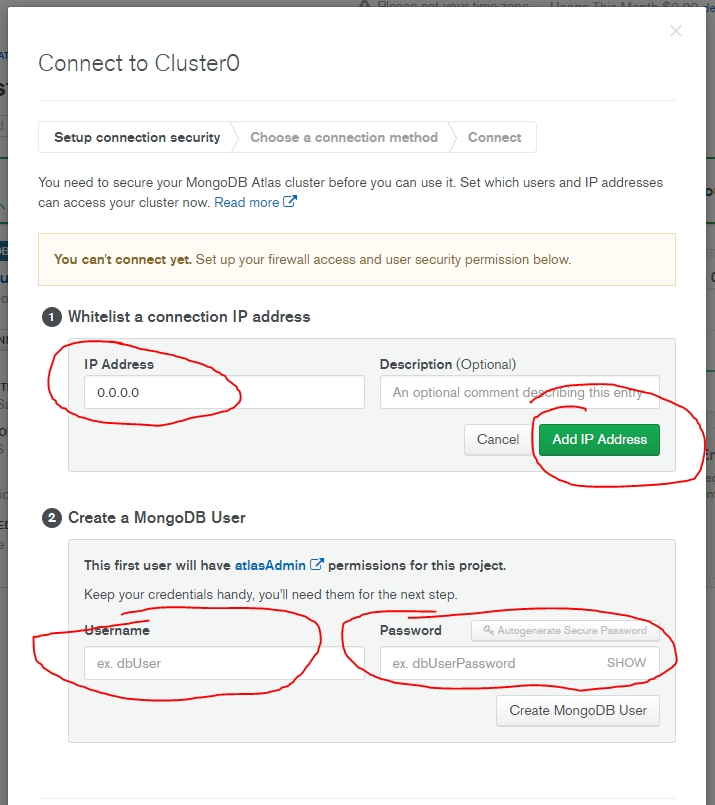 Please set your time zone
Usage This Month:$0.00
Connect to Cluster0
Setup connection security
Choose a connection method
Connect
You need to secure your MongoDB Atlas cluster before you can use it. Set which users and IP addresses
can access your cluster now. Read more
You can't connect yet. Set up your firewall access and user security permission below.
1 Whitelist a connection IP address
IP Address
Description (Optional)
0.0.0.0
An optional comment describing this entry
Cancel
Add IP Address
2 Create a MongoDB User
This first user will have atlasAdmin permissions for this project.
Keep your credentials handy, you'll need them for the next step.
Username
Password
Autogenerate Secure Password
ex. dbUser
ex. dbUserPassword
SHOW
Create MongoDB User